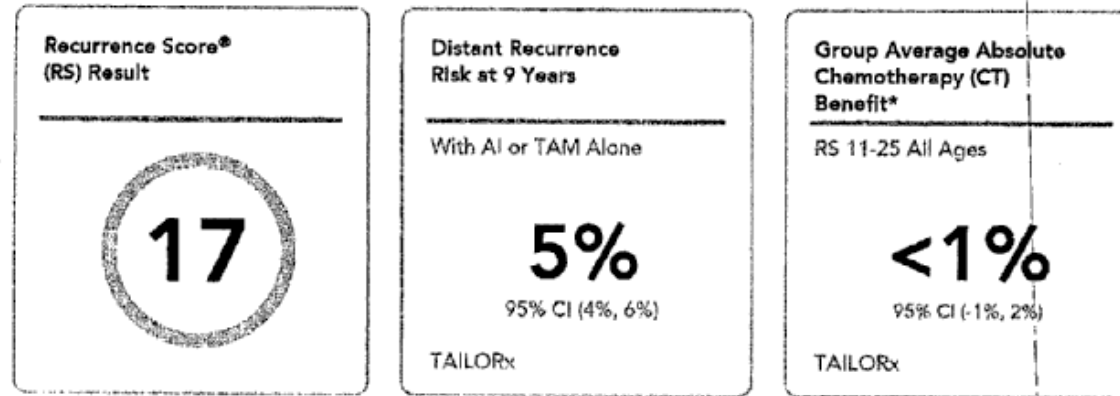 Recurrence Score®
(RS) Result
17
Distant Recurrence
Risk at 9 Years
With AI or TAM Alone
5%
95% CI (4%, 6%)
TAILORx
Group Average Absolute
Chemotherapy (CT)
Benefit*
RS 11-25 All Ages
<1%
95% CI (-1%, 2%)
TAILORx